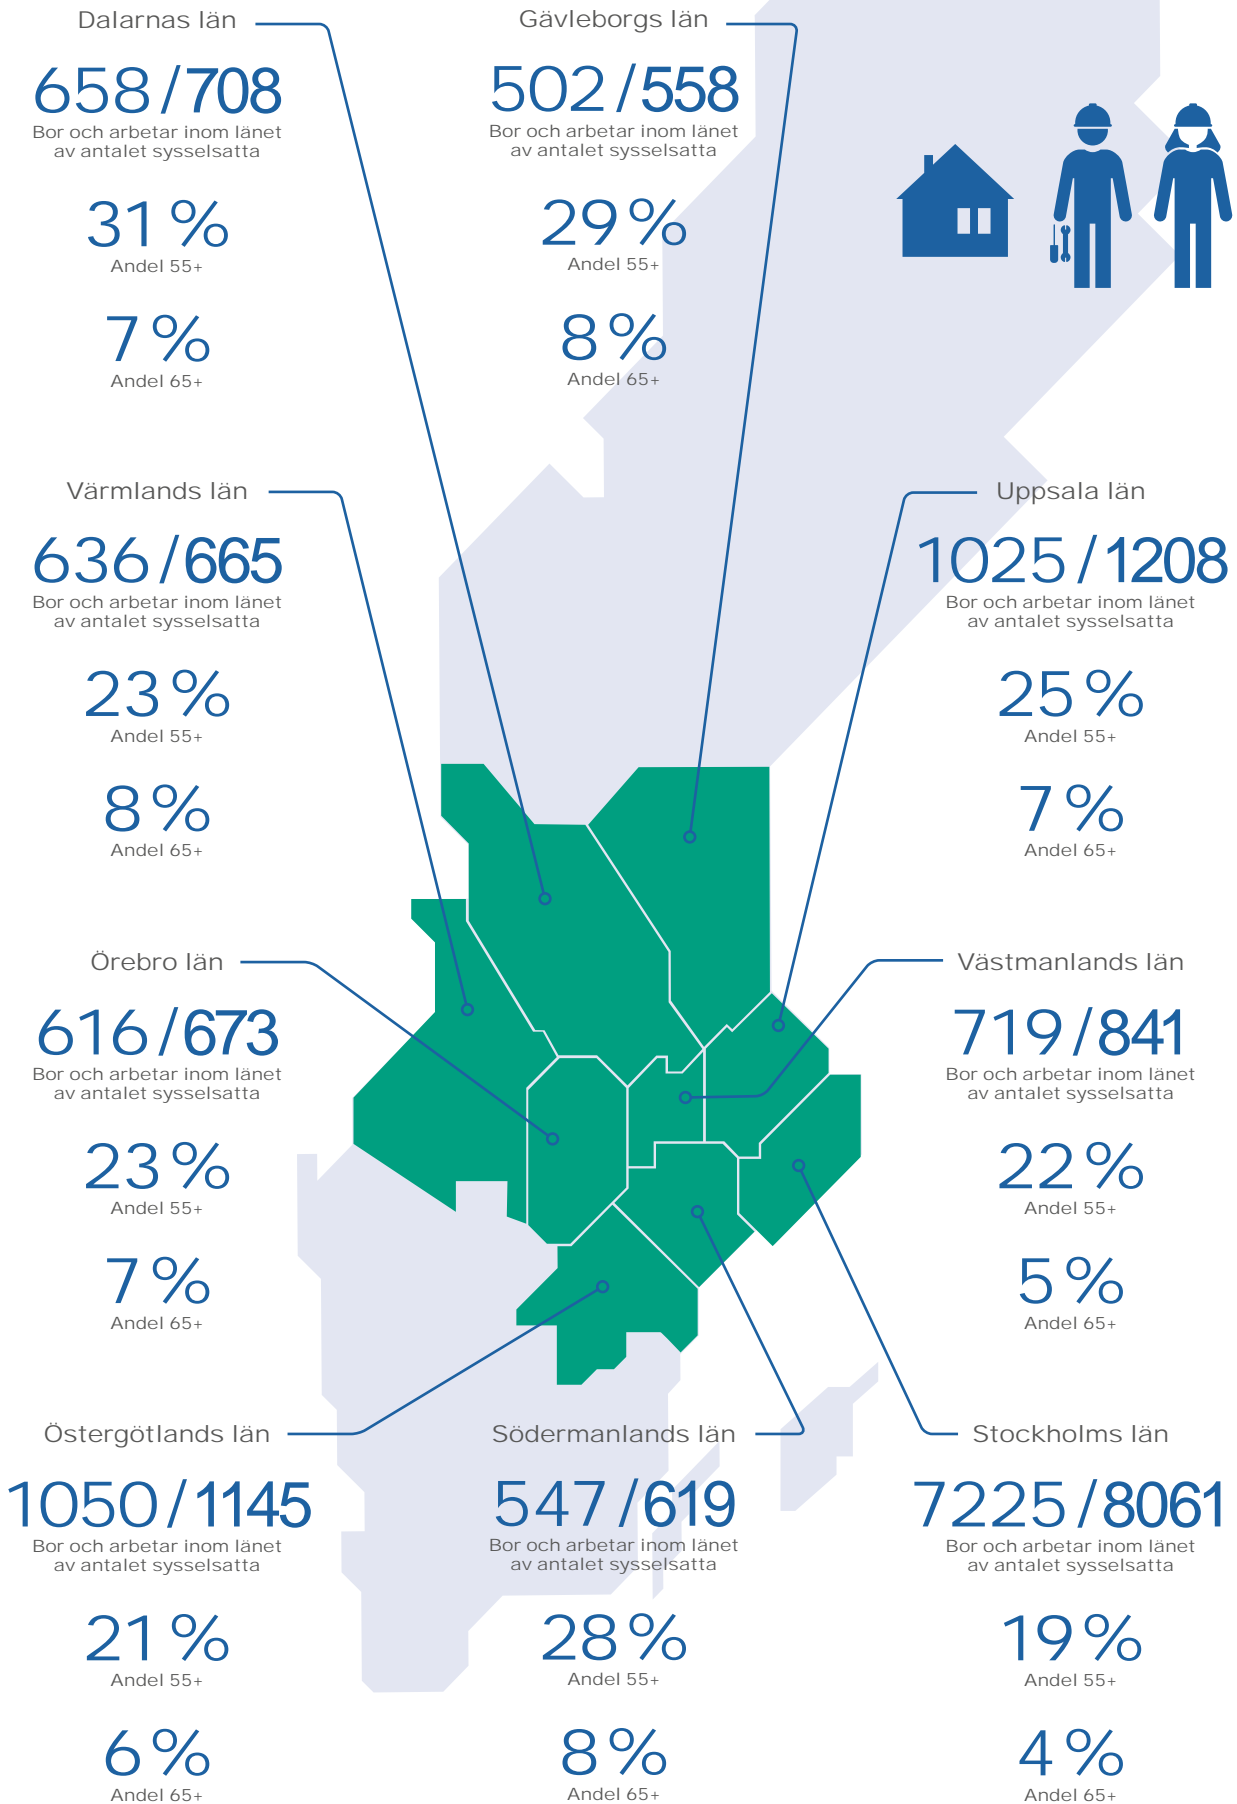 Dalarnas län
658/708
Bor och arbetar inom länet
av antalet sysselsatta
31%
Andel 55+
7%
Andel 65+
Gävleborgs län
502/558
Bor och arbetar inom länet
av antalet sysselsatta
29%
Andel 55+
8%
Andel 65+
Värmlands län
636/665
Bor och arbetar inom länet
av antalet sysselsatta
23%
Andel 55+
8%
Andel 65+
Uppsala län
1025/1208
Bor och arbetar inom länet
av antalet sysselsatta
25%
Andel 55+
7%
Andel 65+
Örebro län
616/673
Bor och arbetar inom länet
av antalet sysselsatta
23%
Andel 55+
7%
Andel 65+
Västmanlands län
719/841
Bor och arbetar inom länet
av antalet sysselsatta
22%
Andel 55+
5%
Andel 65+
Östergötlands län
1050/1145
Bor och arbetar inom länet
av antalet sysselsatta
21%
Andel 55+
6%
Andel 65+
Södermanlands län
547/619
Bor och arbetar inom länet
av antalet sysselsatta
28%
Andel 55+
8%
Andel 65+
Stockholms län
7225/8061
Bor och arbetar inom länet
av antalet sysselsatta
19%
Andel 55+
4%
Andel 65+